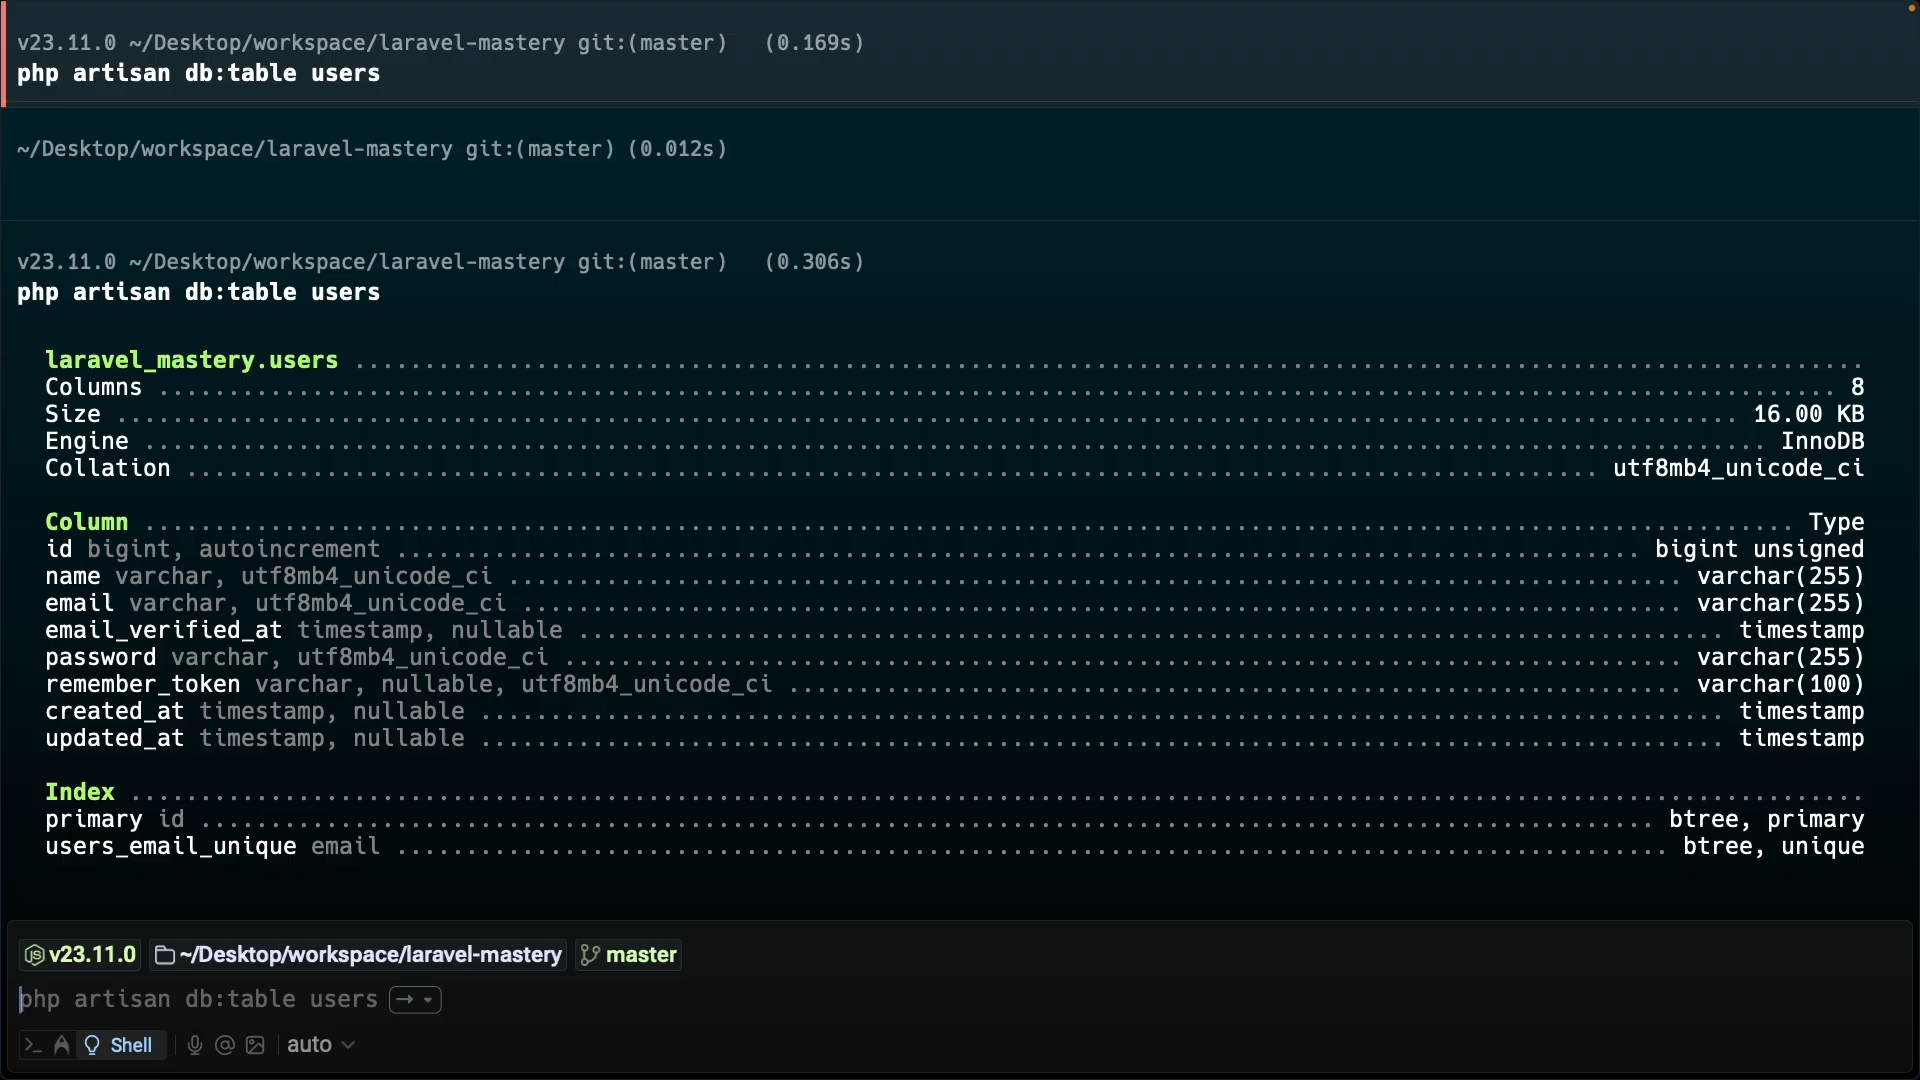 v23.11.0 ~/Desktop/workspace/laravel-mastery git:(master) (0.169s)
php artisan db:table users
~/Desktop/workspace/laravel-mastery git:(master) (0.012s)
v23.11.0 ~/Desktop/workspace/laravel-mastery git:(master) (0.306s)
php artisan db:table users
laravel_mastery.users
Columns 8
Size 16.00 KB
Engine InnoDB
Collation utf8mb4_unicode_ci
Column Type
id bigint, autoincrement bigint unsigned
name varchar, utf8mb4_unicode_ci varchar(255)
email varchar, utf8mb4_unicode_ci varchar(255)
email_verified_at timestamp, nullable timestamp
password varchar, utf8mb4_unicode_ci varchar(255)
remember_token varchar, nullable, utf8mb4_unicode_ci varchar(100)
created_at timestamp, nullable timestamp
updated_at timestamp, nullable timestamp
Index
primary id btree, primary
users_email_unique email btree, unique
v23.11.0 ~/Desktop/workspace/laravel-mastery master
php artisan db:table users
Shell auto